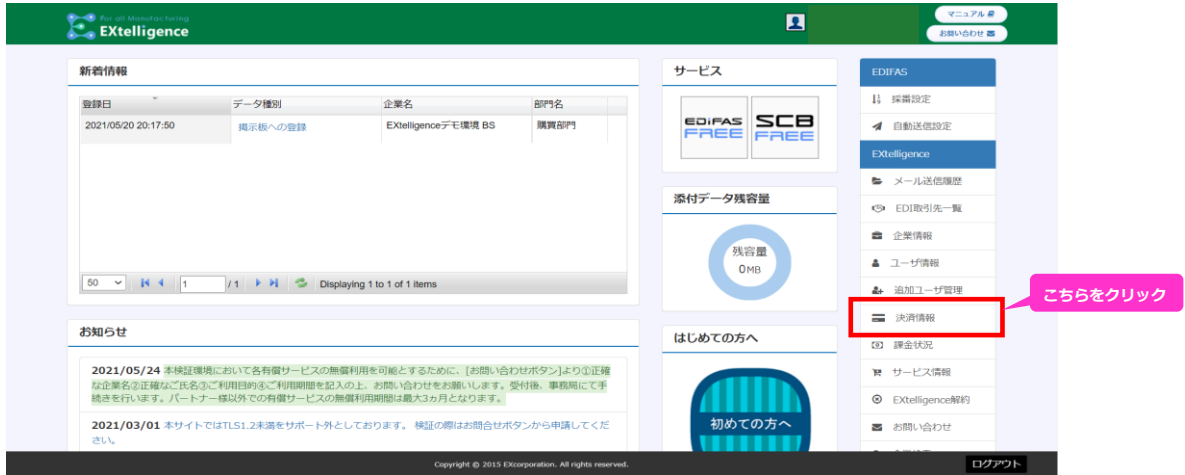 For all Manufacturing
EXtelligence
マニュアル
お問い合わせ
新着情報
登録日 データ種別 企業名 部門名
2021/05/20 20:17:50 掲示板への登録 EXtelligenceデモ環境 BS 購買部門
50 1 / 1 Displaying 1 to 1 of 1 items
お知らせ
2021/05/24 本検証環境において各有償サービスの無償利用を可能とするために、[お問い合わせボタン]より①正確
な企業名②正確なご氏名③ご利用目的④ご利用期間を記入の上、お問い合わせをお願いします。受付後、事務局にて手
続きを行います。パートナー様以外での有償サービスの無償利用期間は最大3ヵ月となります。
2021/03/01 本サイトではTLS1.2未満をサポート外としております。 検証の際はお問合せボタンから申請してくだ
さい。
サービス
EDIFAS
FREE
SCB
FREE
添付データ残容量
残容量
0MB
はじめての方へ
初めての方へ
EDIFAS
採番設定
自動送信設定
EXtelligence
メール送信履歴
EDI取引先一覧
企業情報
ユーザ情報
追加ユーザ管理
決済情報
課金状況
サービス情報
EXtelligence解約
お問い合わせ
こちらをクリック
Copyright © 2015 EXcorporation. All rights reserved.
ログアウト